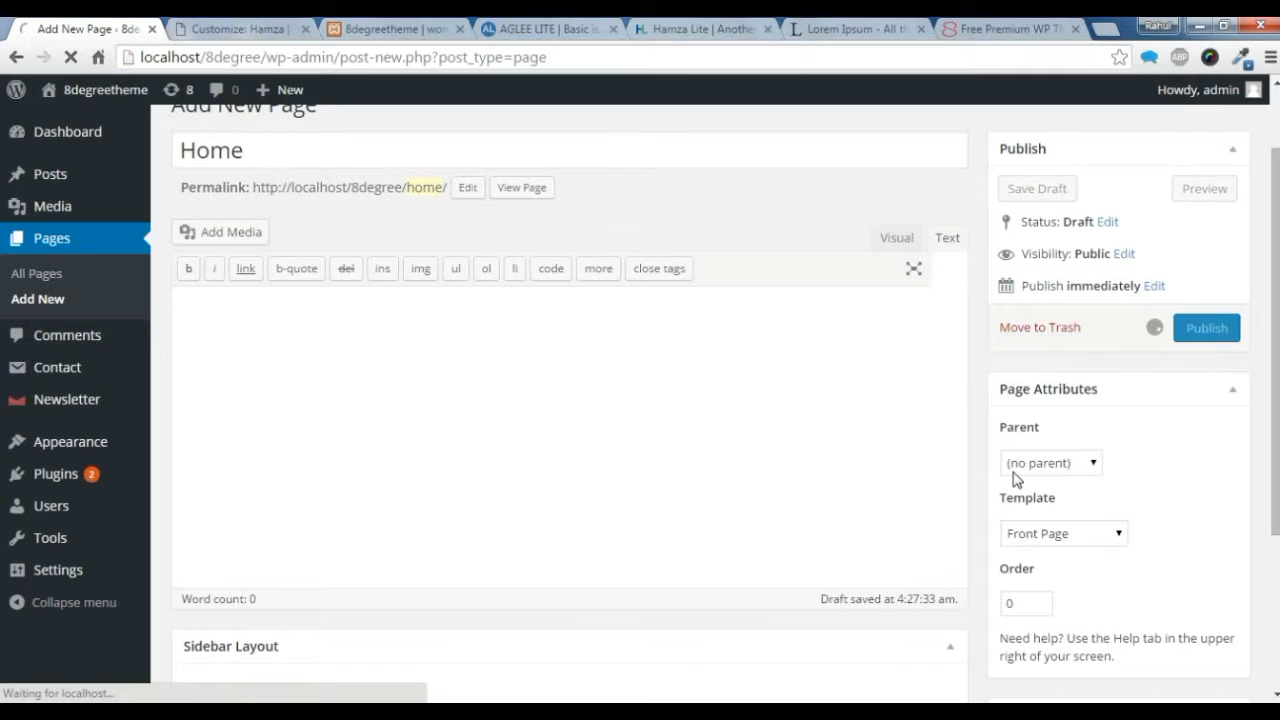 Add New Page ‹ 8de
Customize: Hamza
8degreetheme | wor
AGLEE LITE | Basic
Hamza Lite | Anothe
Lorem Ipsum - All th
Free Premium WP Th
Rahul
localhost/8degree/wp-admin/post-new.php?post_type=page
ABP
8degreetheme
8
0
New
Howdy, admin
Add New Page
Dashboard
Posts
Media
Pages
All Pages
Add New
Comments
Contact
Newsletter
Appearance
Plugins 2
Users
Tools
Settings
Collapse menu
Home
Permalink: http://localhost/8degree/home/ Edit View Page
Add Media
Visual Text
b i link b-quote del ins img ul ol li code more close tags
Word count: 0
Draft saved at 4:27:33 am.
Sidebar Layout
Publish
Save Draft
Preview
Status: Draft Edit
Visibility: Public Edit
Publish immediately Edit
Move to Trash
Publish
Page Attributes
Parent
(no parent)
Template
Front Page
Order
0
Need help? Use the Help tab in the upper
right of your screen.
Waiting for localhost...